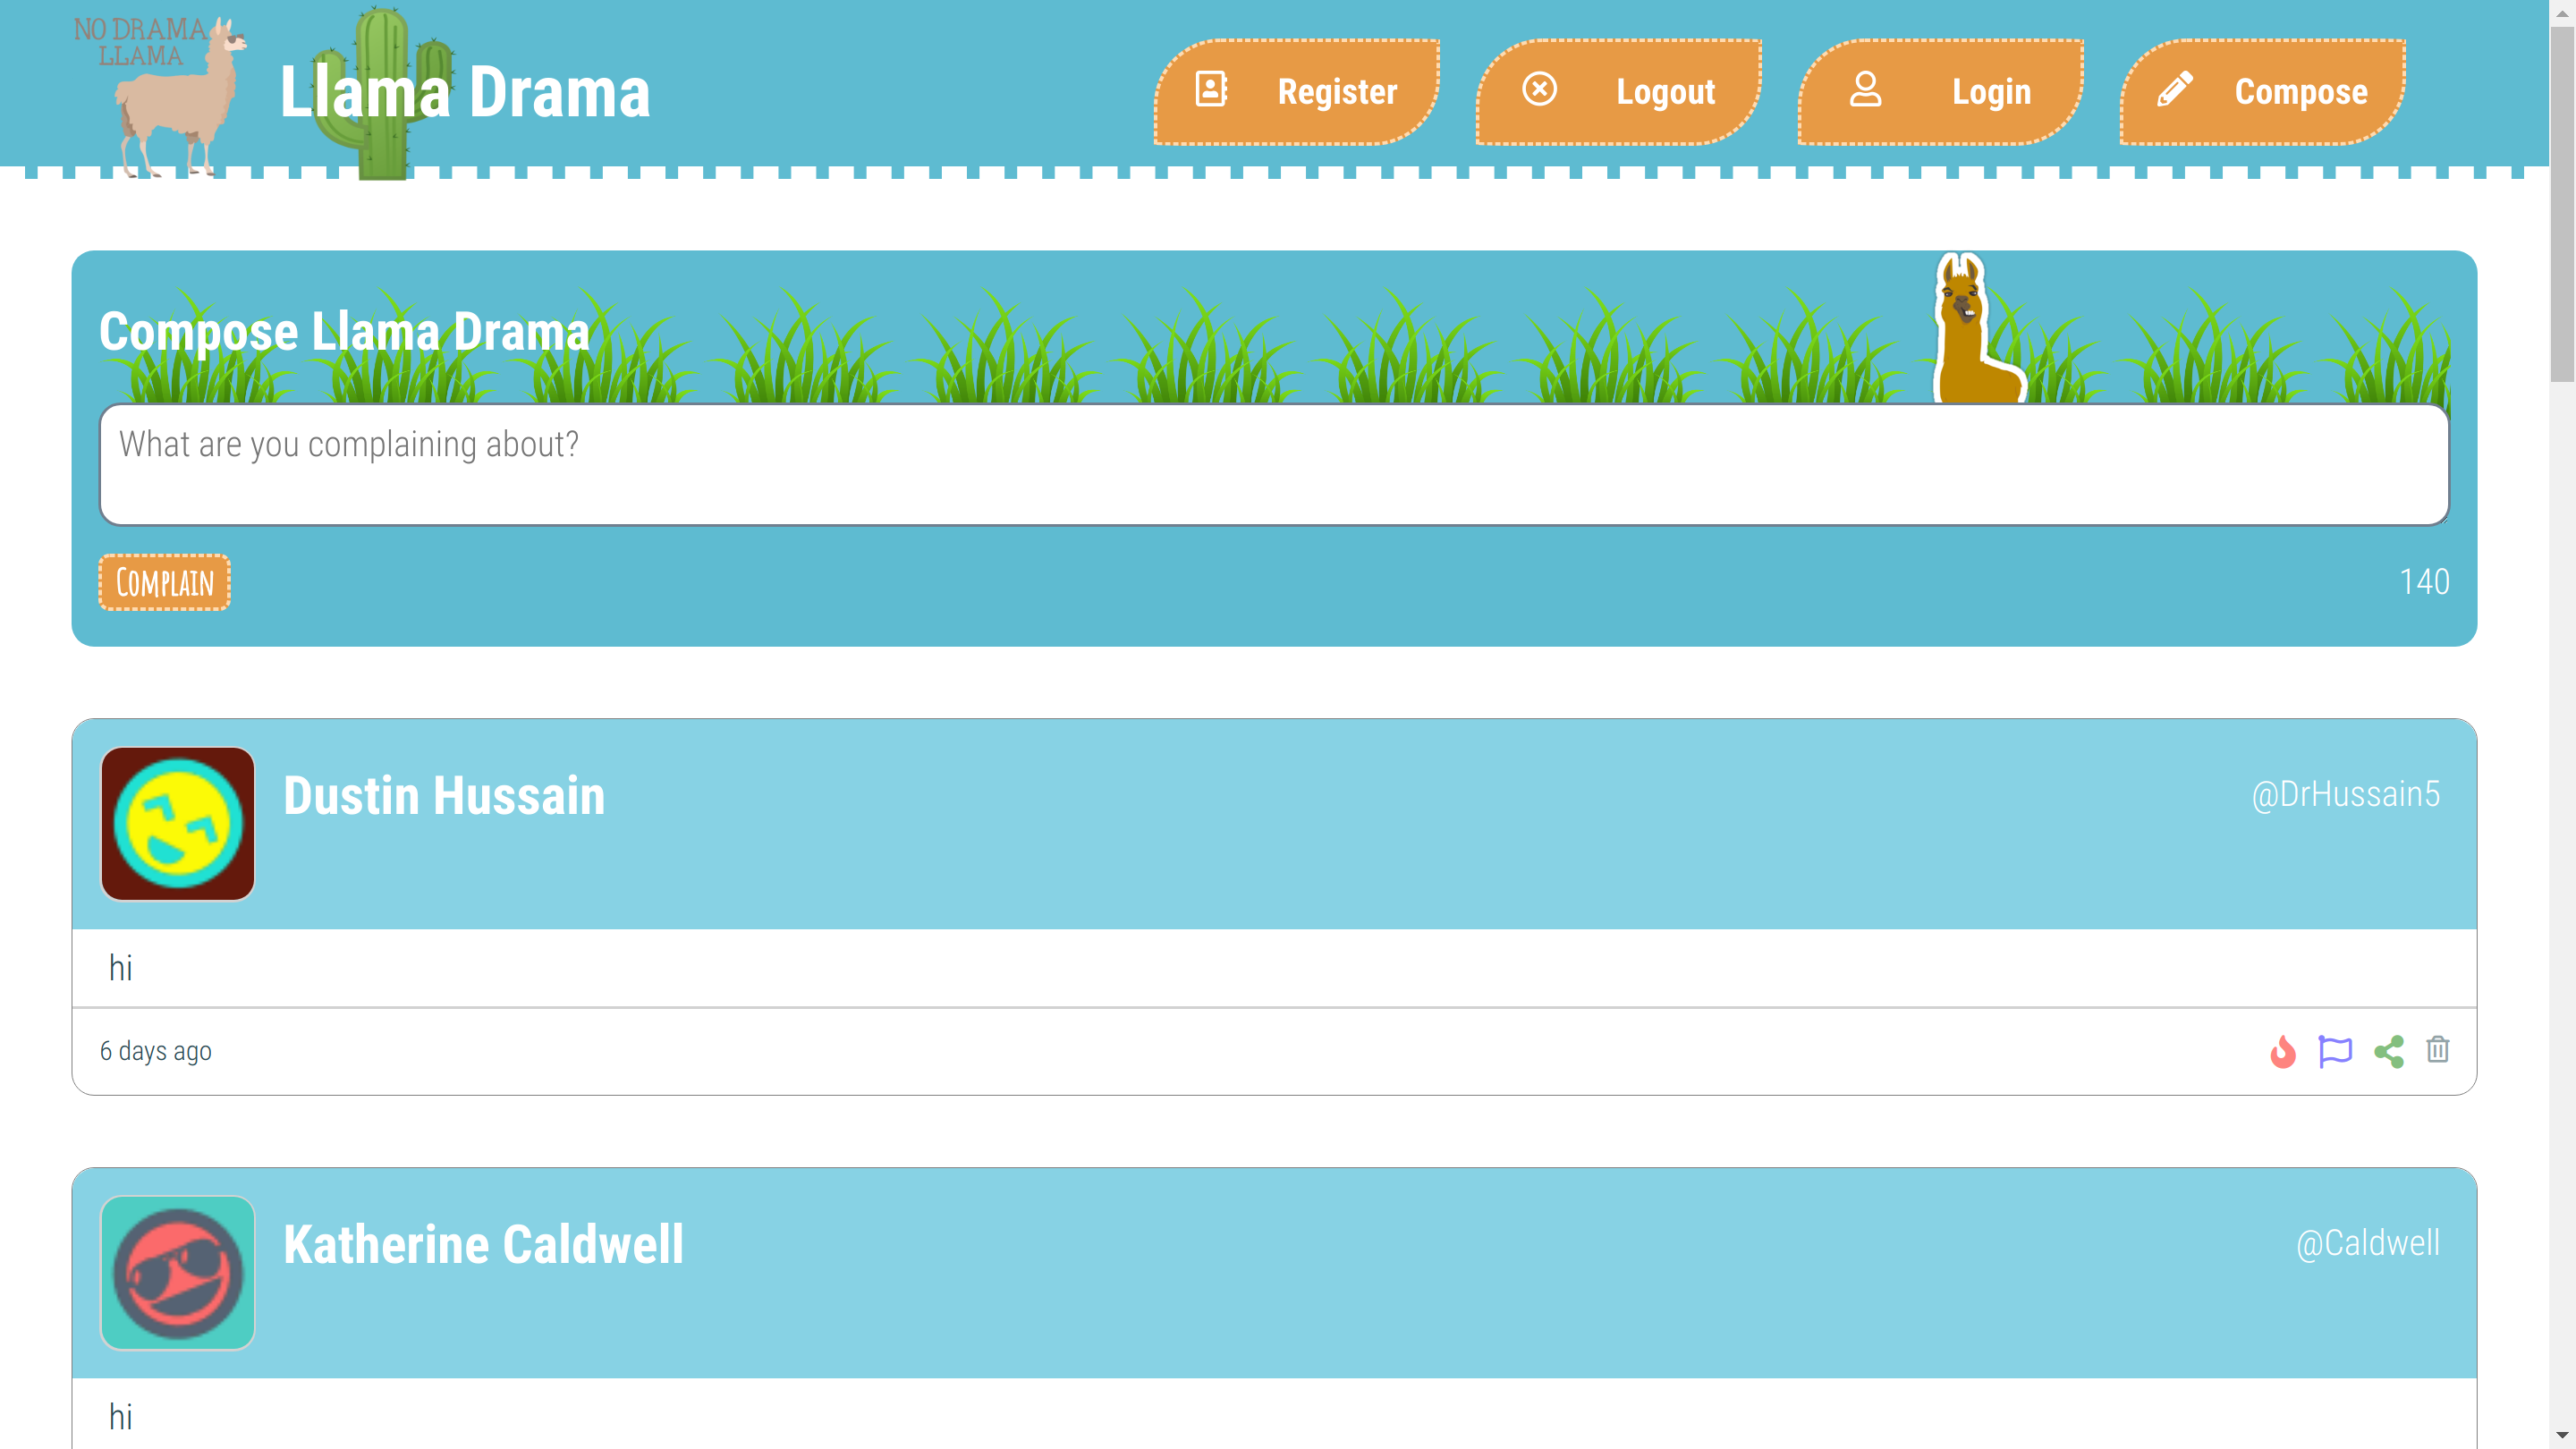 NO DRAMA
LLAMA
Llama Drama
Register
Logout
Login
Compose
Compose Llama Drama
What are you complaining about?
Complain
140
Dustin Hussain
@DrHussain5
hi
6 days ago
Katherine Caldwell
@Caldwell
hi